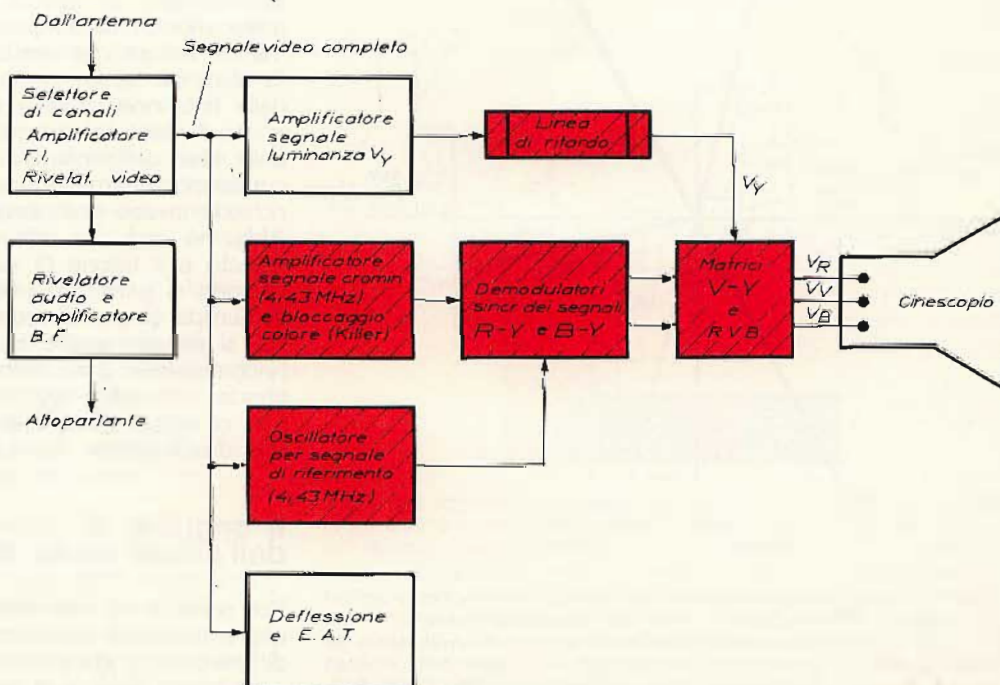 Dall'antenna
Segnale video completo
Selettore
di canali
Amplificatore
F.I.
Rivelat. video
Amplificatore
segnale
luminanza VY
Linea
di ritardo
VY
Rivelatore
audio e
amplificatore
B.F.
Amplificatore
segnale cromin.
(4,43 MHz)
e bloccaggio
colore (Killer)
Demodulatori
sincr. dei segnali
R-Y e B-Y
Matrici
V-Y
e
RVB
VR
VV
VB
Cinescopio
Altoparlante
Oscillatore
per segnale
di riferimento
(4,43 MHz)
Deflessione
e E.A.T.